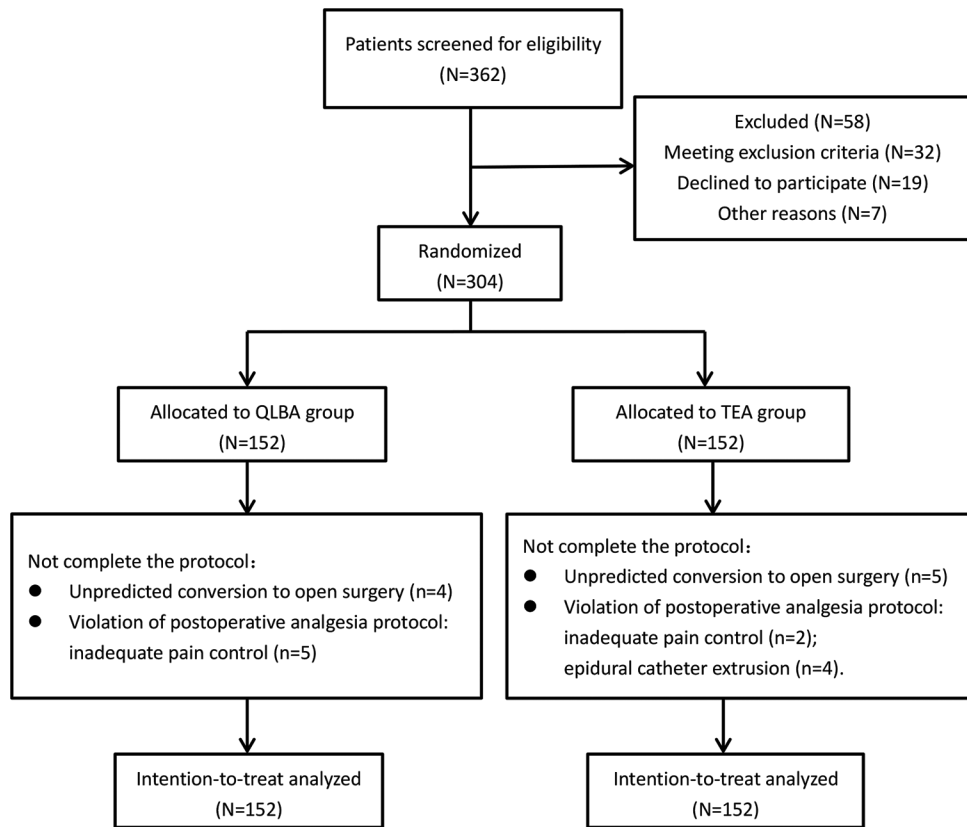 Patients screened for eligibility
(N=362)
Excluded (N=58)
Meeting exclusion criteria (N=32)
Declined to participate (N=19)
Other reasons (N=7)
Randomized
(N=304)
Allocated to QLBA group
(N=152)
Allocated to TEA group
(N=152)
Not complete the protocol:
● Unpredicted conversion to open surgery (n=4)
● Violation of postoperative analgesia protocol:
inadequate pain control (n=5)
Not complete the protocol:
● Unpredicted conversion to open surgery (n=5)
● Violation of postoperative analgesia protocol:
inadequate pain control (n=2);
epidural catheter extrusion (n=4).
Intention-to-treat analyzed
(N=152)
Intention-to-treat analyzed
(N=152)